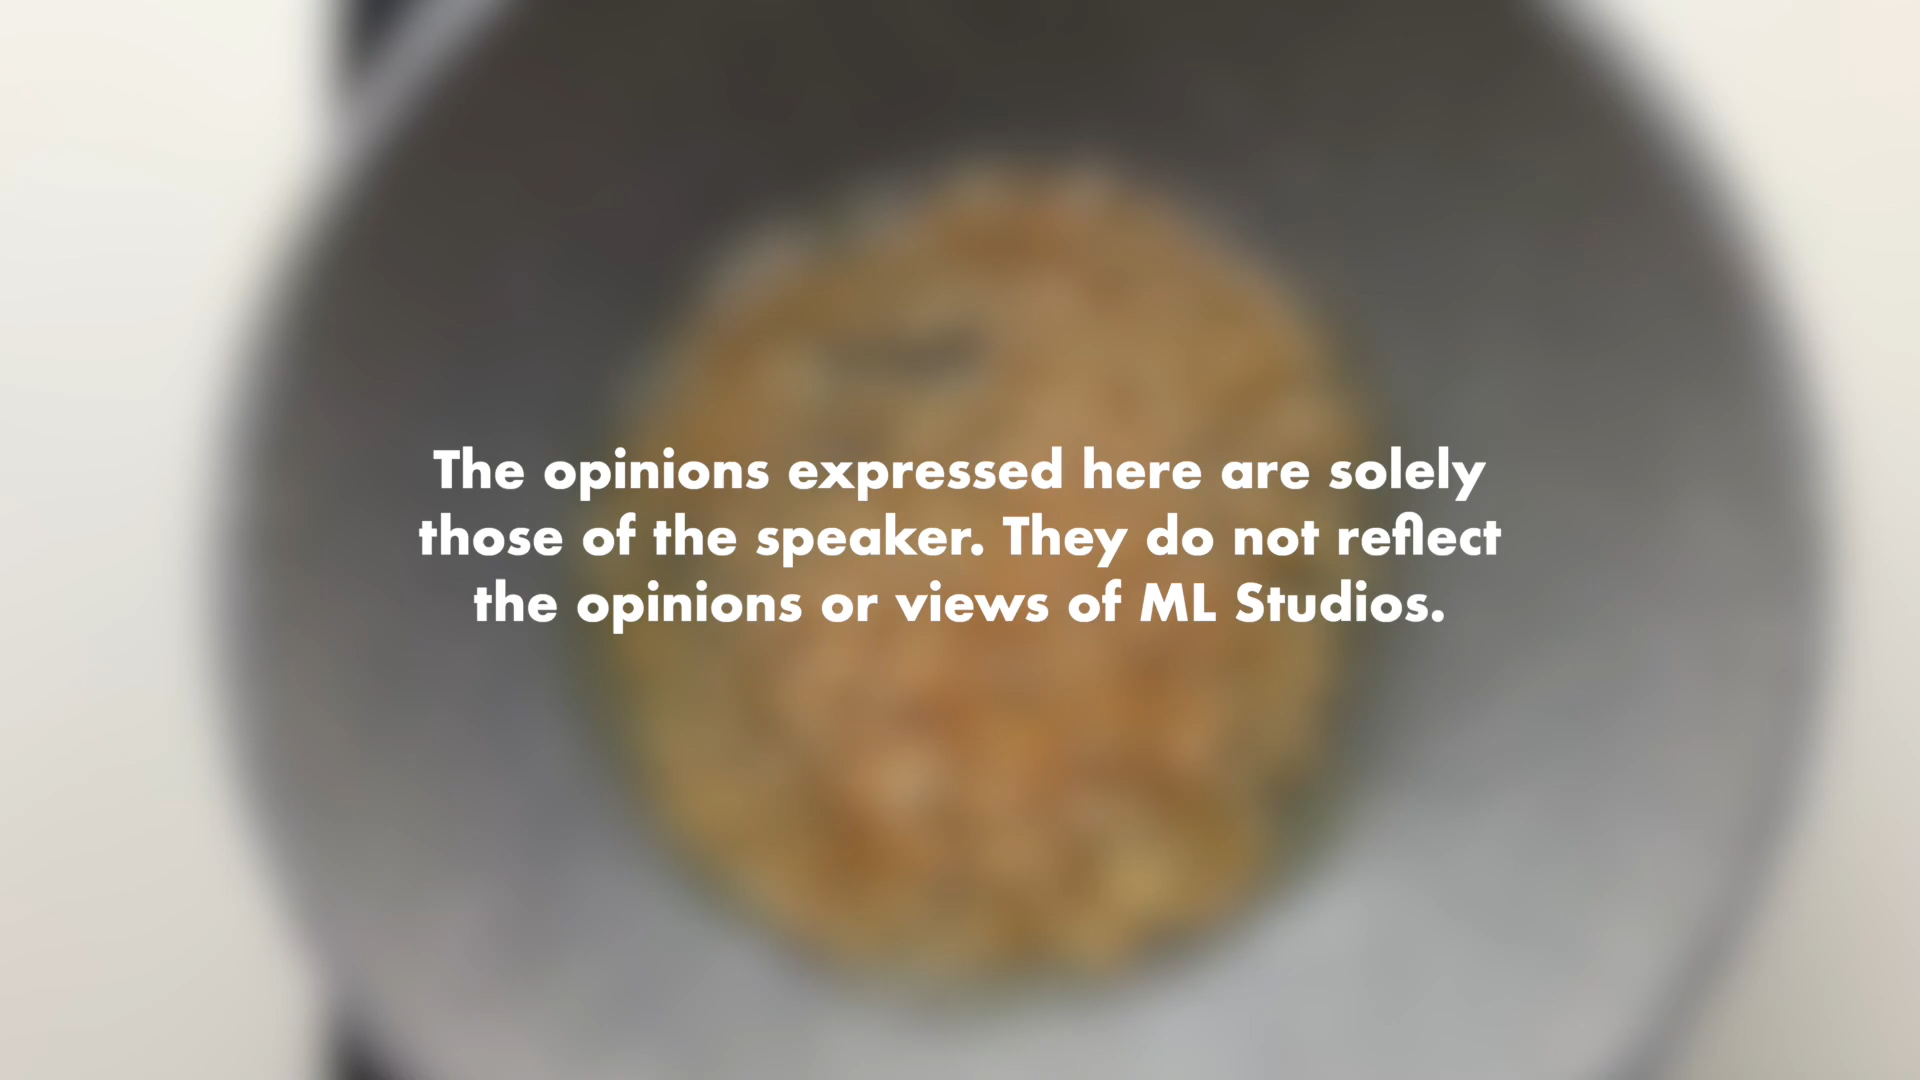 The opinions expressed here are solely
those of the speaker. They do not reflect
the opinions or views of ML Studios.